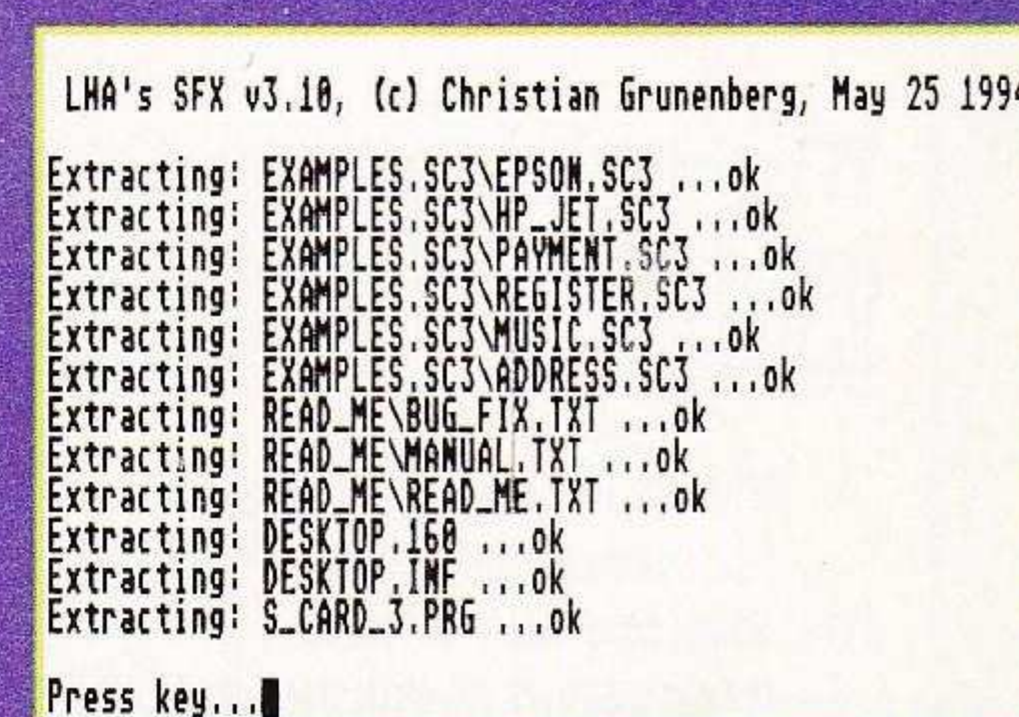 LHA's SFX v3.10, (c) Christian Grunenberg, May 25 1994
Extracting: EXAMPLES.SC3\EPSON.SC3 ...ok
Extracting: EXAMPLES.SC3\HP_JET.SC3 ...ok
Extracting: EXAMPLES.SC3\PAYMENT.SC3 ...ok
Extracting: EXAMPLES.SC3\REGISTER.SC3 ...ok
Extracting: EXAMPLES.SC3\MUSIC.SC3 ...ok
Extracting: EXAMPLES.SC3\ADDRESS.SC3 ...ok
Extracting: READ_ME\BUG_FIX.TXT ...ok
Extracting: READ_ME\MANUAL.TXT ...ok
Extracting: READ_ME\READ_ME.TXT ...ok
Extracting: DESKTOP.160 ...ok
Extracting: DESKTOP.INF ...ok
Extracting: S_CARD_3.PRG ...ok
Press key...